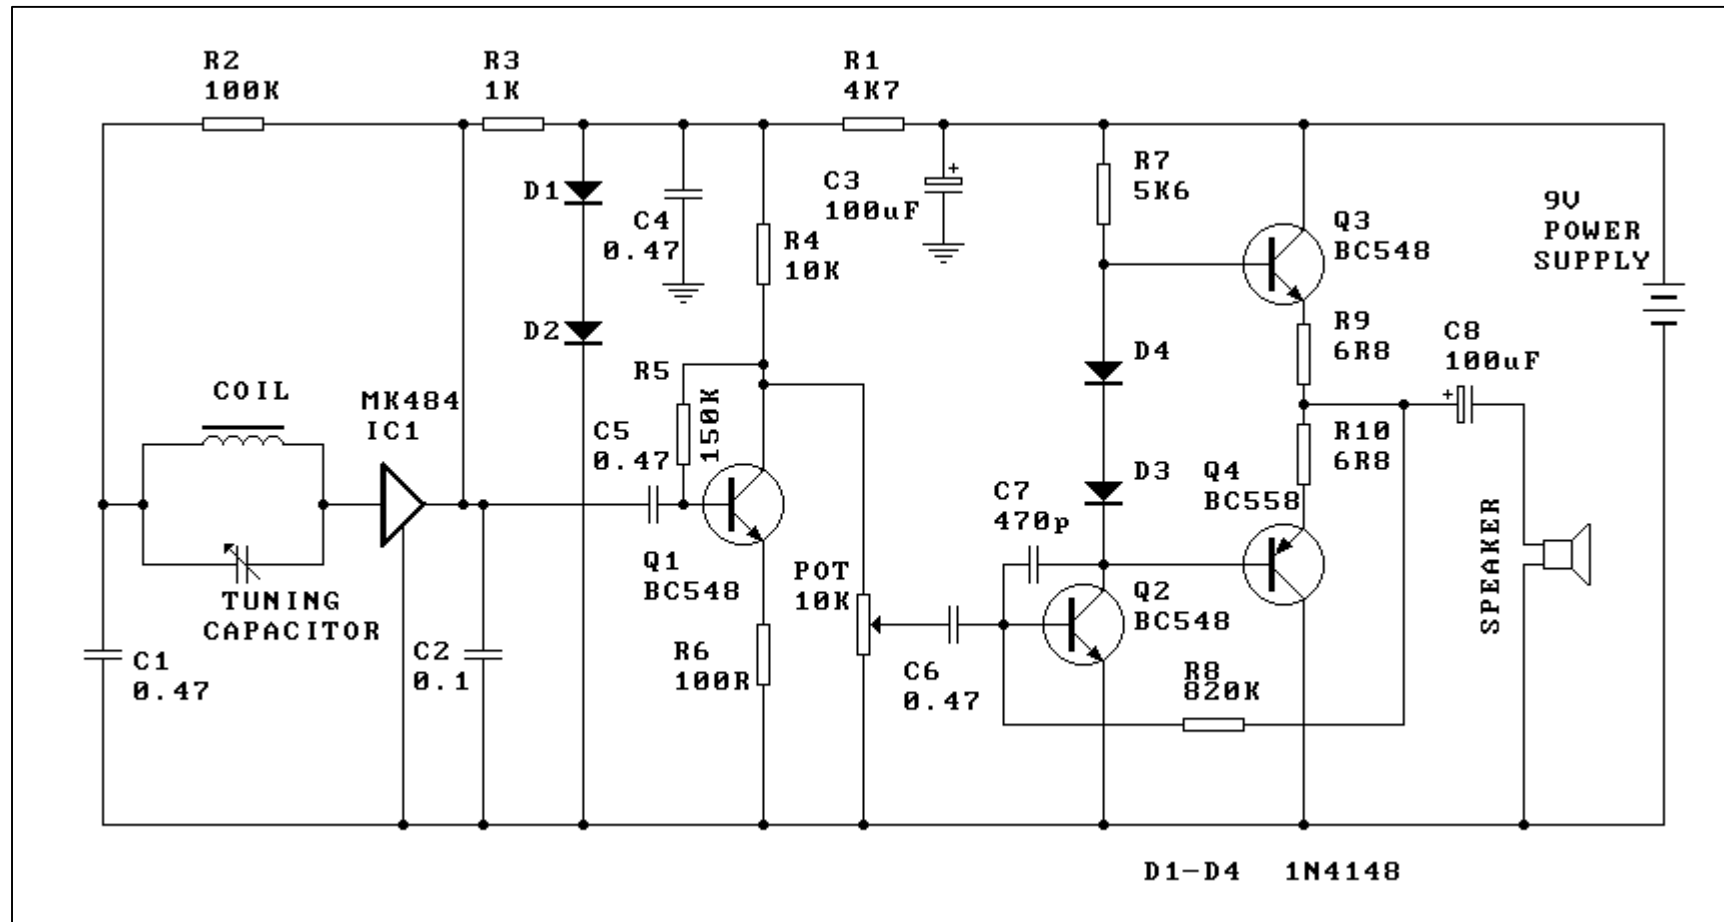 R2
100K
R3
1K
R1
4K7
D1
C4
0.47
C3
+
100uF
R4
10K
R7
5K6
Q3
BC548
9V
POWER
SUPPLY
D2
R5
150K
D4
R9
6R8
C8
100uF
+
COIL
MK484
IC1
C5
0.47
R10
6R8
D3
Q4
BC558
C7
470p
TUNING
CAPACITOR
Q1
BC548
POT
10K
Q2
BC548
SPEAKER
C1
0.47
C2
0.1
R6
100R
C6
0.47
R8
820K
D1-D4 1N4148